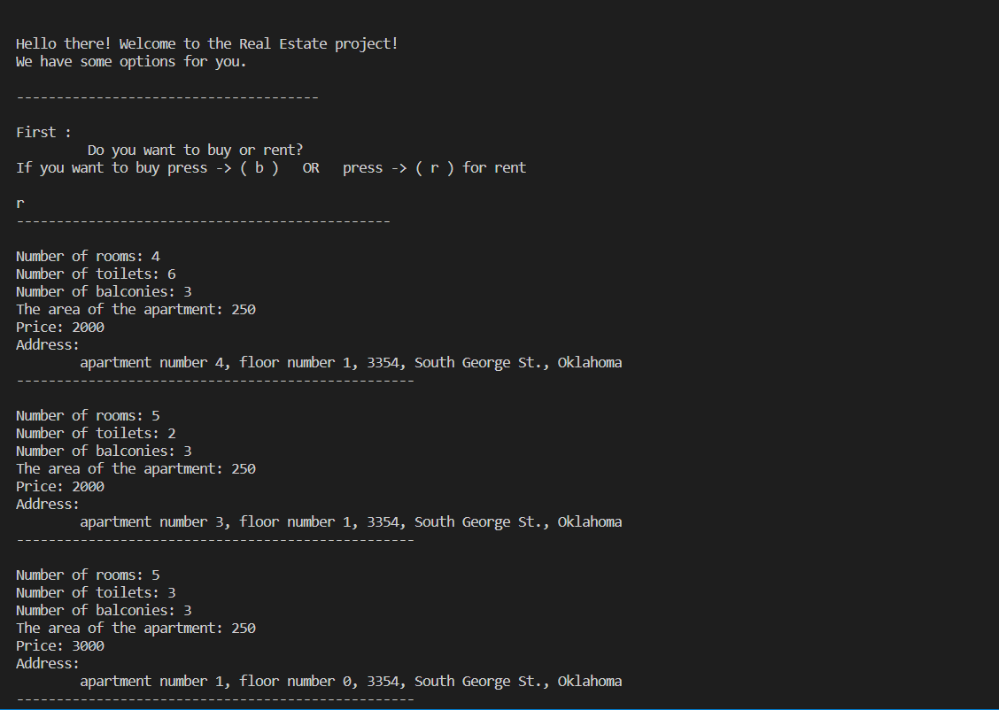 Hello there! Welcome to the Real Estate project!
We have some options for you.
--------------------------------------
First :
Do you want to buy or rent?
If you want to buy press -> ( b )   OR   press -> ( r ) for rent
r
-----------------------------------------------
Number of rooms: 4
Number of toilets: 6
Number of balconies: 3
The area of the apartment: 250
Price: 2000
Address:
apartment number 4, floor number 1, 3354, South George St., Oklahoma
--------------------------------------------------
Number of rooms: 5
Number of toilets: 2
Number of balconies: 3
The area of the apartment: 250
Price: 2000
Address:
apartment number 3, floor number 1, 3354, South George St., Oklahoma
--------------------------------------------------
Number of rooms: 5
Number of toilets: 3
Number of balconies: 3
The area of the apartment: 250
Price: 3000
Address:
apartment number 1, floor number 0, 3354, South George St., Oklahoma
--------------------------------------------------